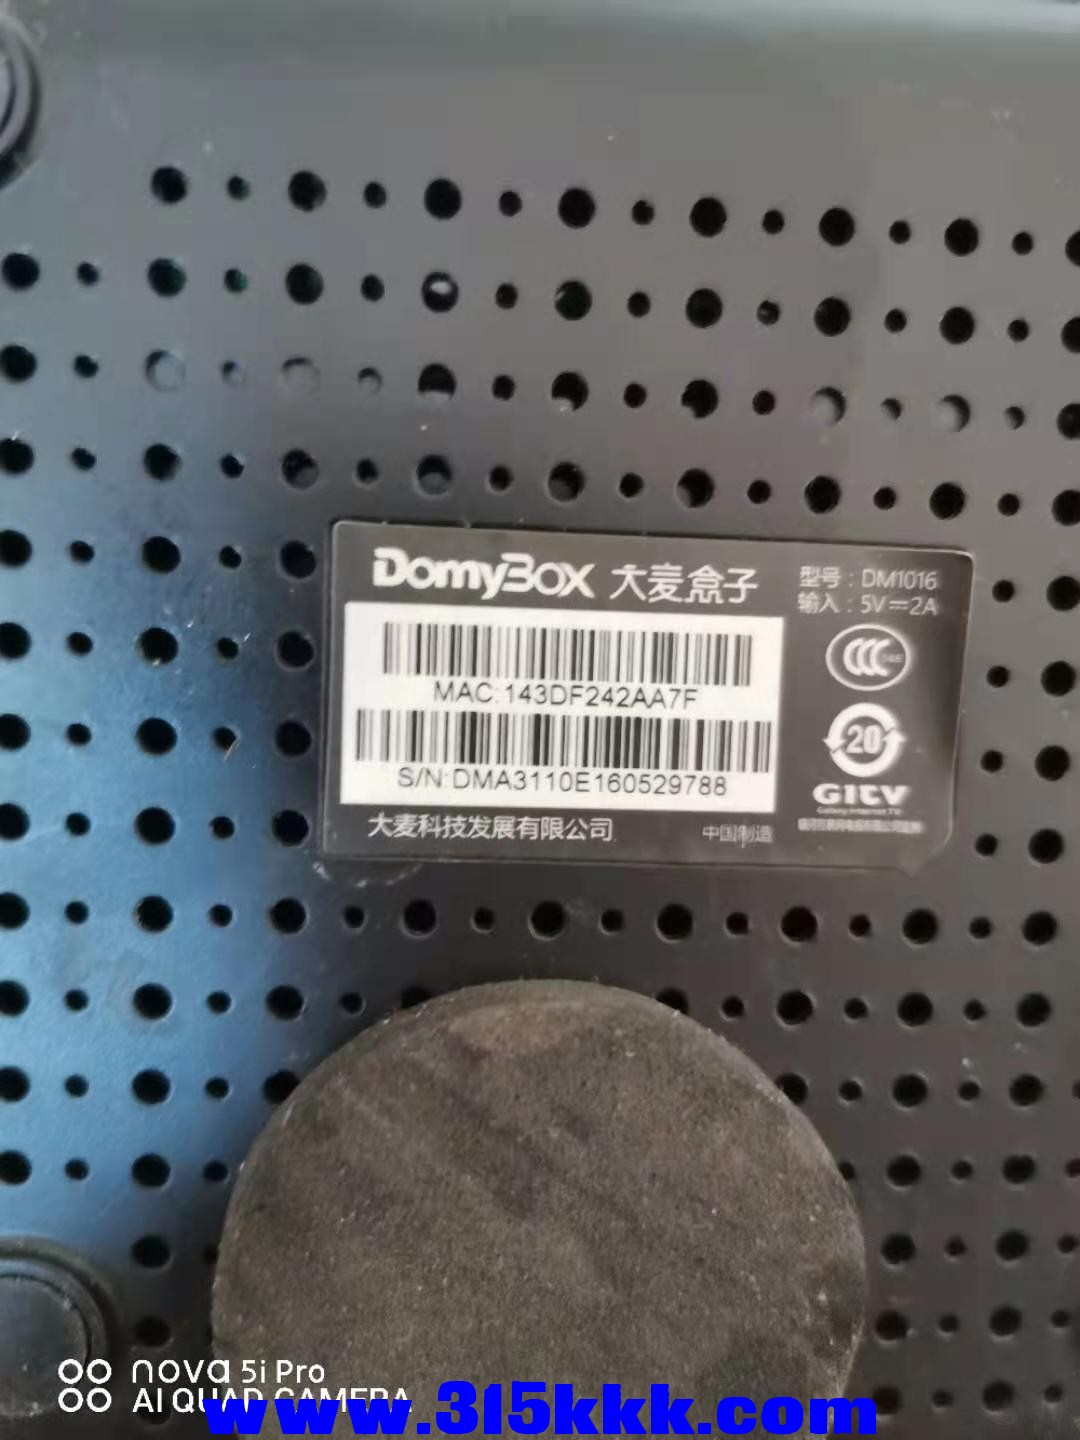 DomyBox 大麦盒子
型号：DM1016
输入：5V⎓2A
MAC:143DF242AA7F
S/N:DMA3110E160529788
20
GITV
大麦科技发展有限公司
中国制造
nova 5i Pro
AI QUAD CAMERA
www.315kkk.com